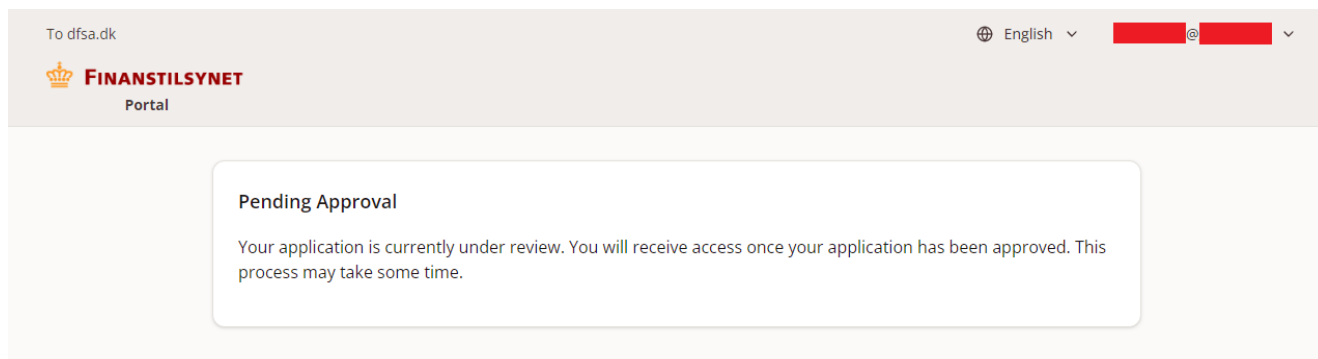 To dfsa.dk
English
@
FINANSTILSYNET
Portal
Pending Approval
Your application is currently under review. You will receive access once your application has been approved. This
process may take some time.